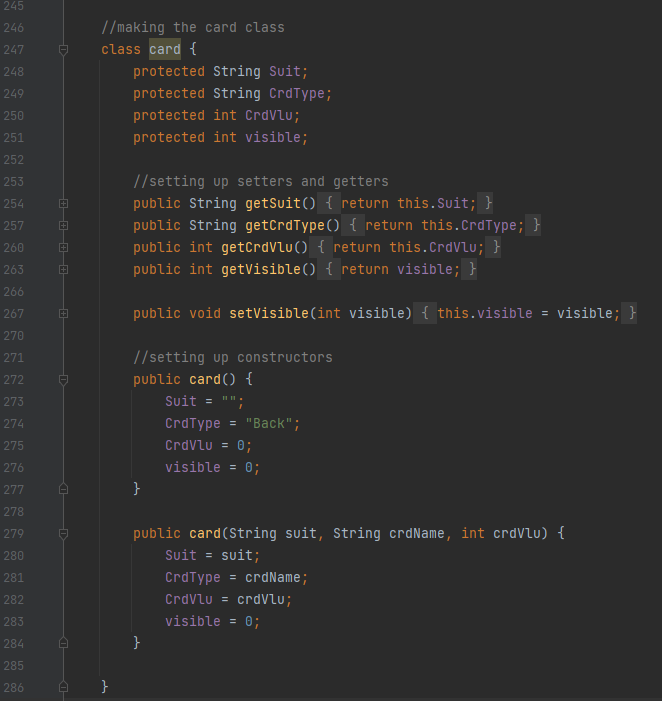 245
246 //making the card class
247 class card {
248 protected String Suit;
249 protected String CrdType;
250 protected int CrdVlu;
251 protected int visible;
252
253 //setting up setters and getters
254 public String getSuit() { return this.Suit; }
257 public String getCrdType() { return this.CrdType; }
260 public int getCrdVlu() { return this.CrdVlu; }
263 public int getVisible() { return visible; }
266
267 public void setVisible(int visible) { this.visible = visible; }
270
271 //setting up constructors
272 public card() {
273 Suit = "";
274 CrdType = "Back";
275 CrdVlu = 0;
276 visible = 0;
277 }
278
279 public card(String suit, String crdName, int crdVlu) {
280 Suit = suit;
281 CrdType = crdName;
282 CrdVlu = crdVlu;
283 visible = 0;
284 }
285
286 }